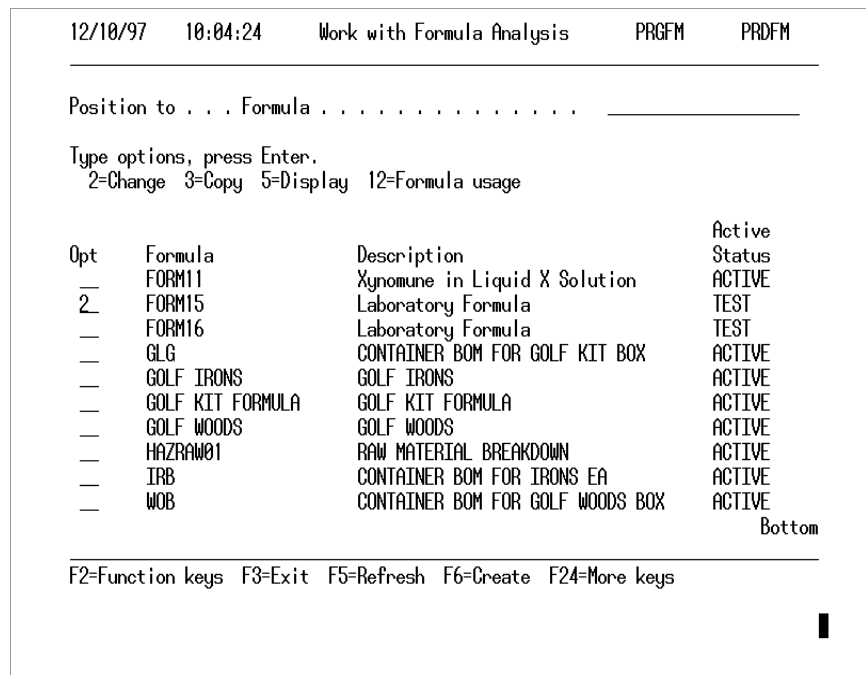 12/10/97 10:04:24 Work with Formula Analysis PRGFM PRDFM
Position to . . . Formula . . . . . . . . . . . . . . .
Type options, press Enter.
2=Change 3=Copy 5=Display 12=Formula usage
Active
Opt Formula Description Status
FORM11 Xynomune in Liquid X Solution ACTIVE
2 FORM15 Laboratory Formula TEST
FORM16 Laboratory Formula TEST
GLG CONTAINER BOM FOR GOLF KIT BOX ACTIVE
GOLF IRONS GOLF IRONS ACTIVE
GOLF KIT FORMULA GOLF KIT FORMULA ACTIVE
GOLF WOODS GOLF WOODS ACTIVE
HAZRAW01 RAW MATERIAL BREAKDOWN ACTIVE
IRB CONTAINER BOM FOR IRONS EA ACTIVE
WOB CONTAINER BOM FOR GOLF WOODS BOX ACTIVE
Bottom
F2=Function keys F3=Exit F5=Refresh F6=Create F24=More keys